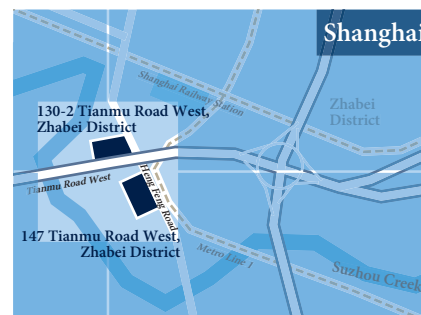 Shanghai
Shanghai Railway Station
Zhabei
District
130-2 Tianmu Road West,
Zhabei District
Tianmu Road West
Heng Feng Road
147 Tianmu Road West,
Zhabei District
Metro Line 1
Suzhou Creek